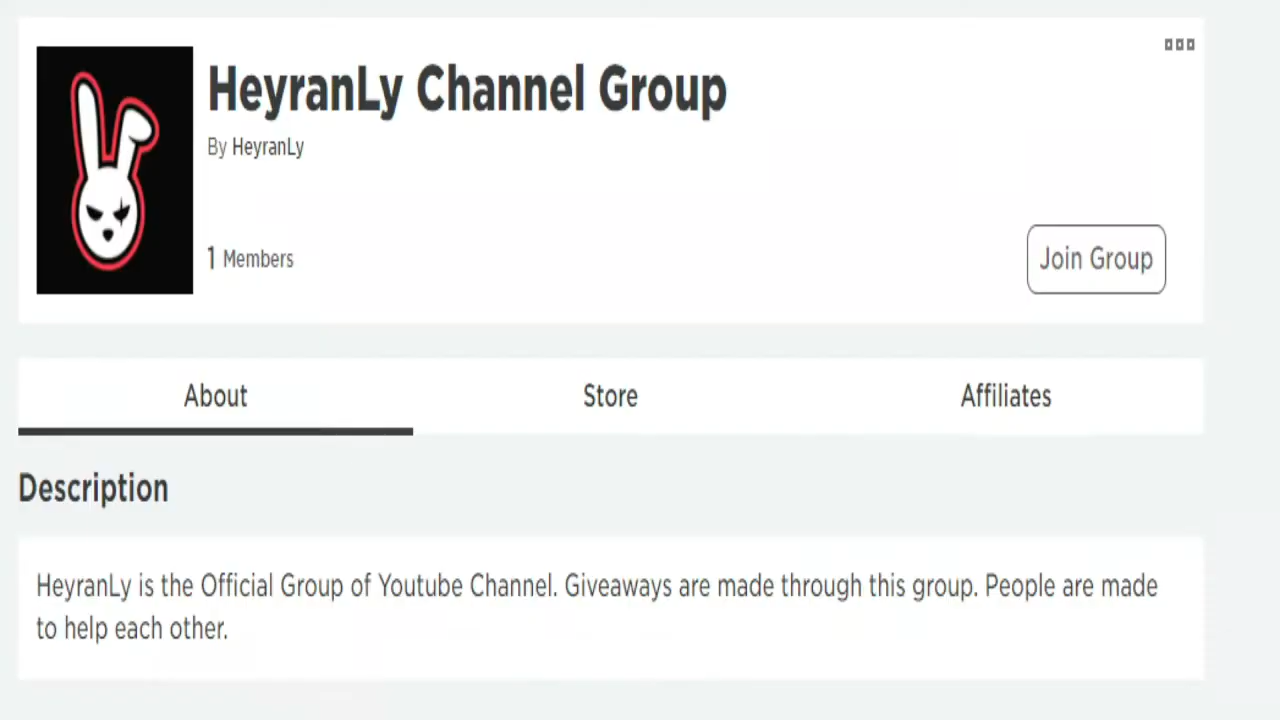 HeyranLy Channel Group
By HeyranLy
1 Members
Join Group
About Store Affiliates
Description
HeyranLy is the Official Group of Youtube Channel. Giveaways are made through this group. People are made
to help each other.